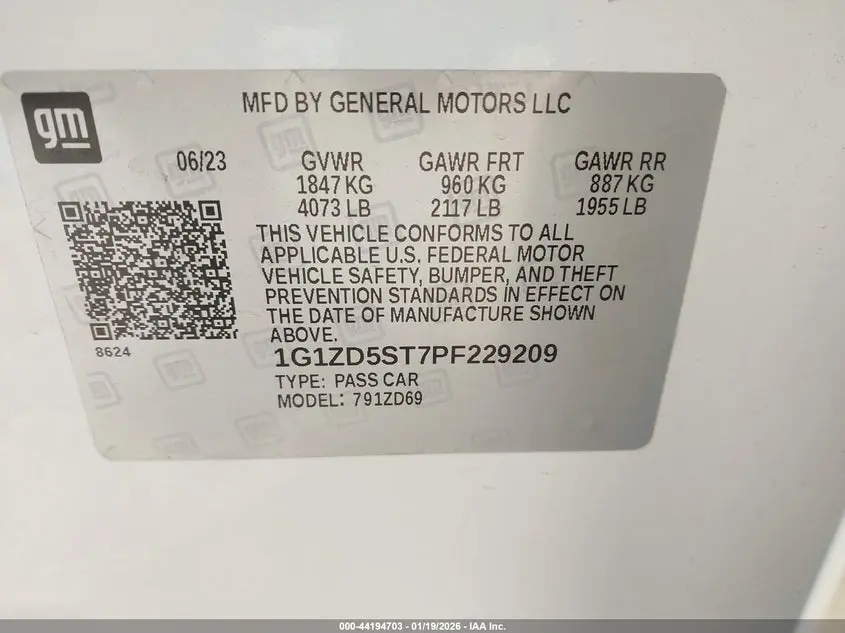 gm
MFD BY GENERAL MOTORS LLC
06/23 GVWR GAWR FRT GAWR RR
1847 KG 960 KG 887 KG
4073 LB 2117 LB 1955 LB
THIS VEHICLE CONFORMS TO ALL
APPLICABLE U.S. FEDERAL MOTOR
VEHICLE SAFETY, BUMPER, AND THEFT
PREVENTION STANDARDS IN EFFECT ON
THE DATE OF MANUFACTURE SHOWN
ABOVE.
8624
1G1ZD5ST7PF229209
TYPE: PASS CAR
MODEL: 791ZD69
000-44194703 - 01/19/2026 - IAA Inc.